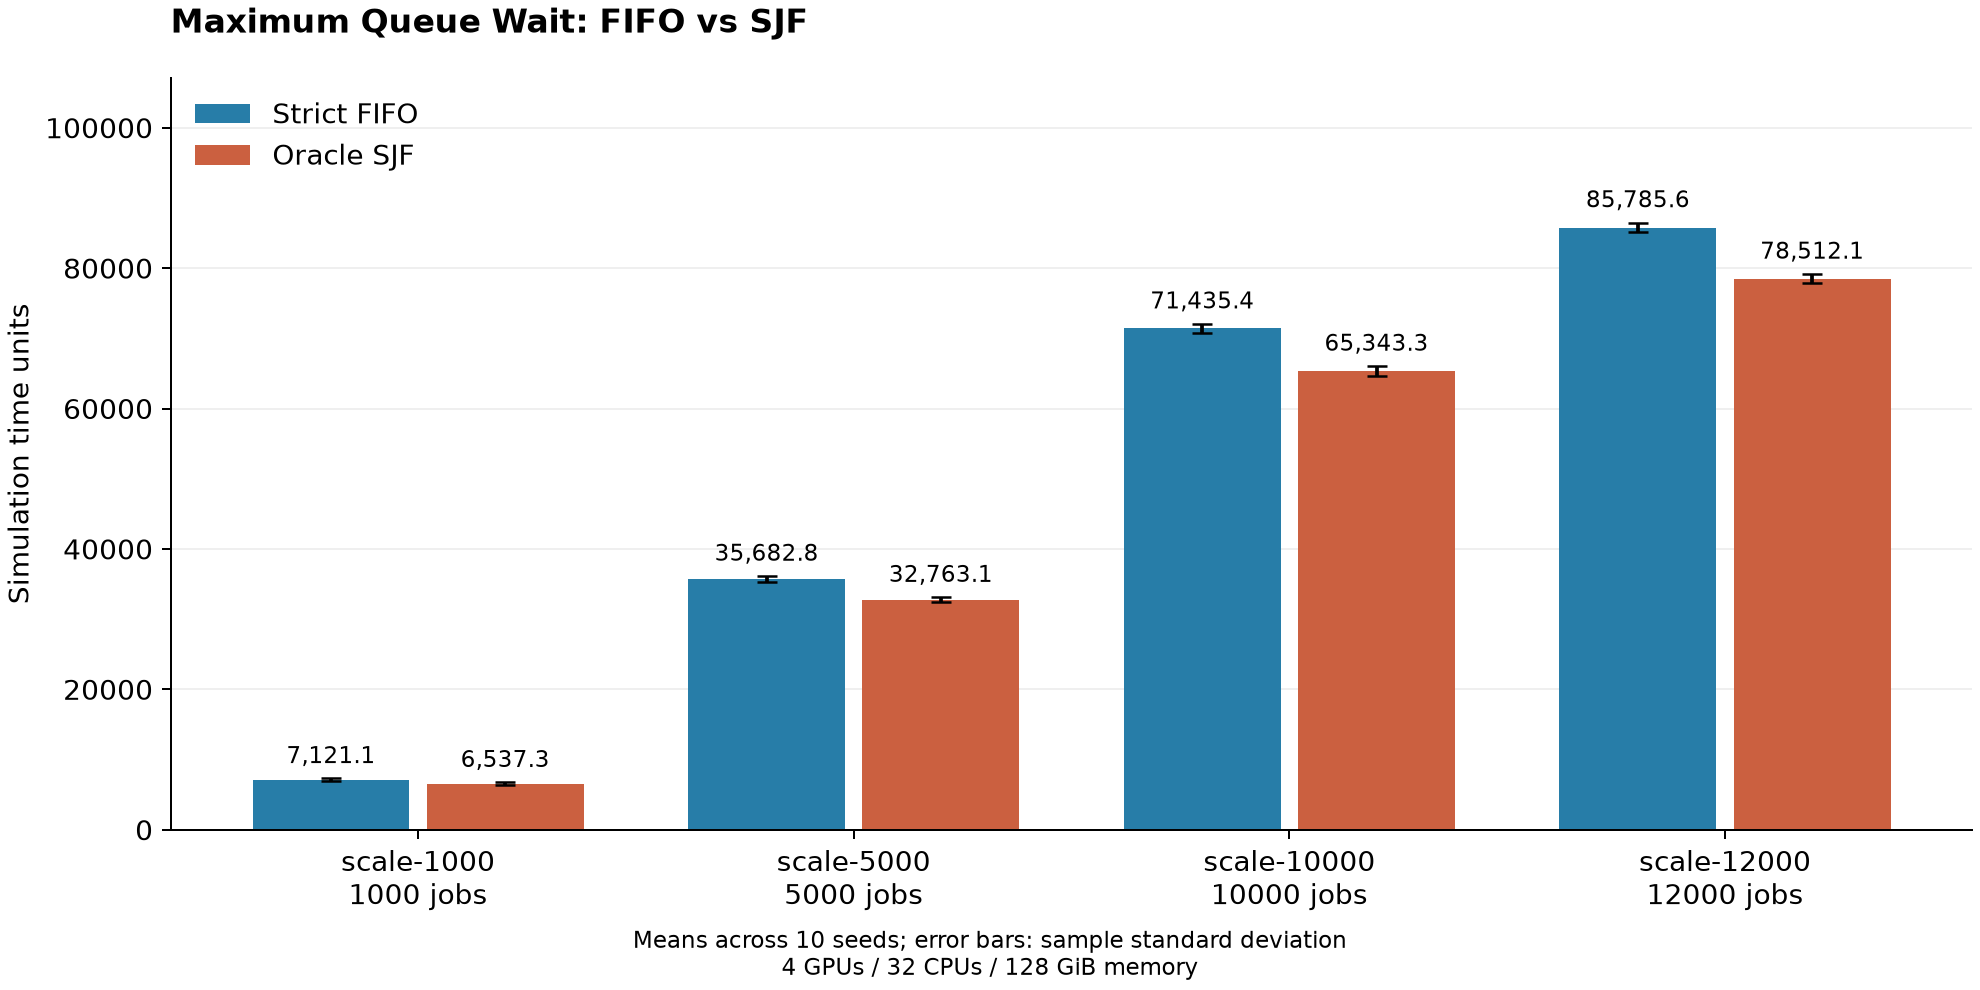 Maximum Queue Wait: FIFO vs SJF
Strict FIFO
Oracle SJF
Simulation time units
100000
80000
60000
40000
20000
0
7,121.1
6,537.3
35,682.8
32,763.1
71,435.4
65,343.3
85,785.6
78,512.1
scale-1000
1000 jobs
scale-5000
5000 jobs
scale-10000
10000 jobs
scale-12000
12000 jobs
Means across 10 seeds; error bars: sample standard deviation
4 GPUs / 32 CPUs / 128 GiB memory